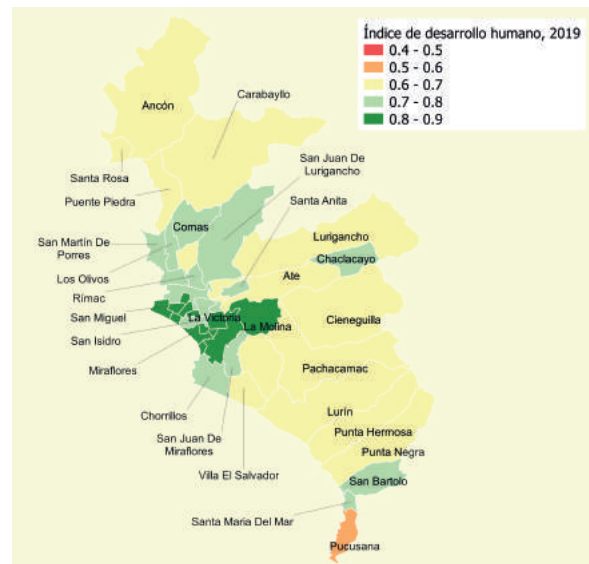 Índice de desarrollo humano, 2019
0.4 - 0.5
0.5 - 0.6
0.6 - 0.7
0.7 - 0.8
0.8 - 0.9
Ancón
Carabayllo
San Juan De
Lurigancho
Santa Rosa
Santa Anita
Puente Piedra
Comas
Lurigancho
San Martín De
Porres
Chaclacayo
Los Olivos
Ate
Rímac
San Miguel
La Victoria
Cieneguilla
La Molina
San Isidro
Miraflores
Pachacamac
Chorrillos
Lurín
San Juan De
Miraflores
Punta Hermosa
Punta Negra
Villa El Salvador
San Bartolo
Santa Maria Del Mar
Pucusana